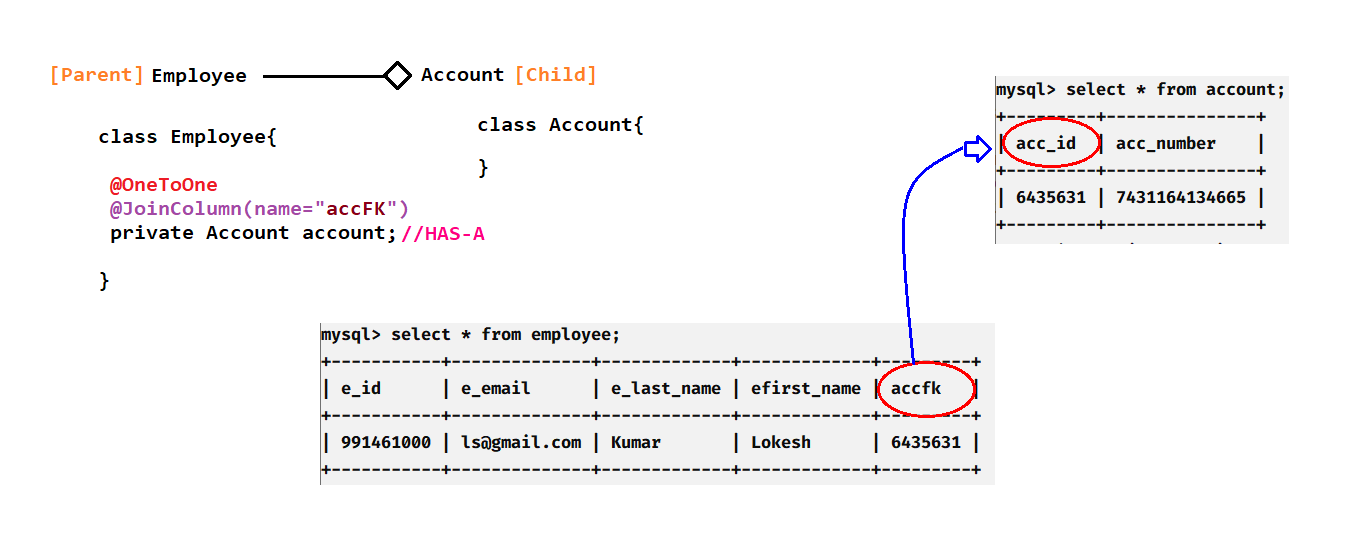 [Parent] Employee Account [Child]
class Employee{
@OneToOne
@JoinColumn(name="accFK")
private Account account;//HAS-A
}
class Account{
}
mysql> select * from account;
+---------+---------------+
| acc_id | acc_number |
+---------+---------------+
| 6435631 | 7431164134665 |
+---------+---------------+
mysql> select * from employee;
+-----------+--------------+-------------+-------------+---------+
| e_id | e_email | e_last_name | efirst_name | accfk |
+-----------+--------------+-------------+-------------+---------+
| 991461000 | ls@gmail.com | Kumar | Lokesh | 6435631 |
+-----------+--------------+-------------+-------------+---------+